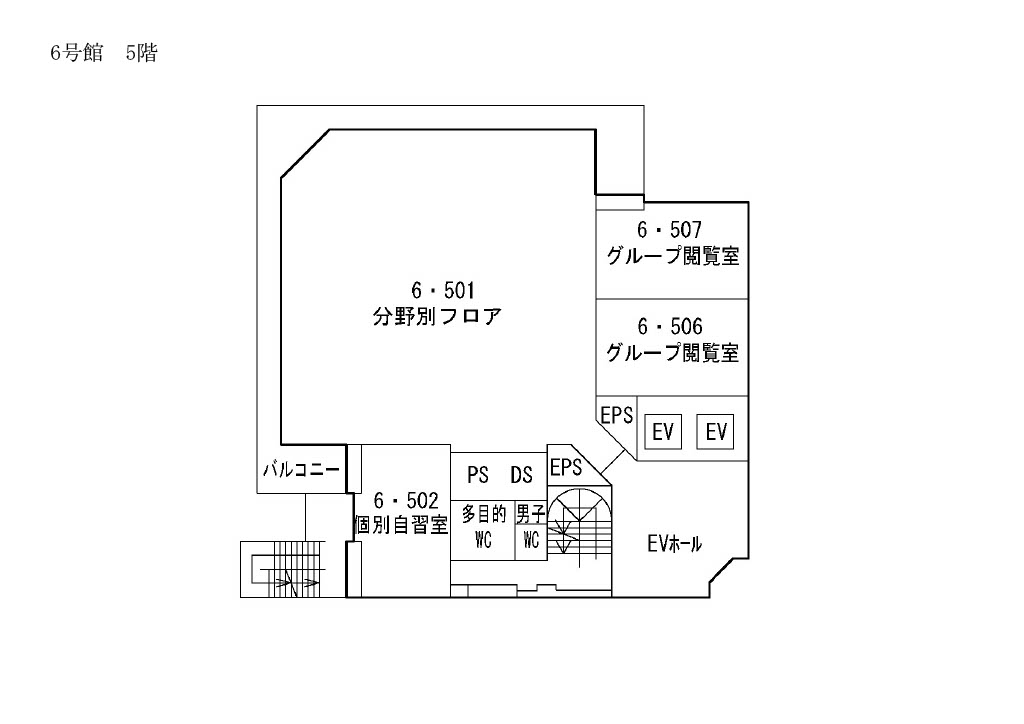 6号館　5階
6・507
グループ閲覧室
6・501
分野別フロア
6・506
グループ閲覧室
EPS
EV
EV
バルコニー
PS
DS
EPS
6・502
個別自習室
多目的
WC
男子
WC
EVホール